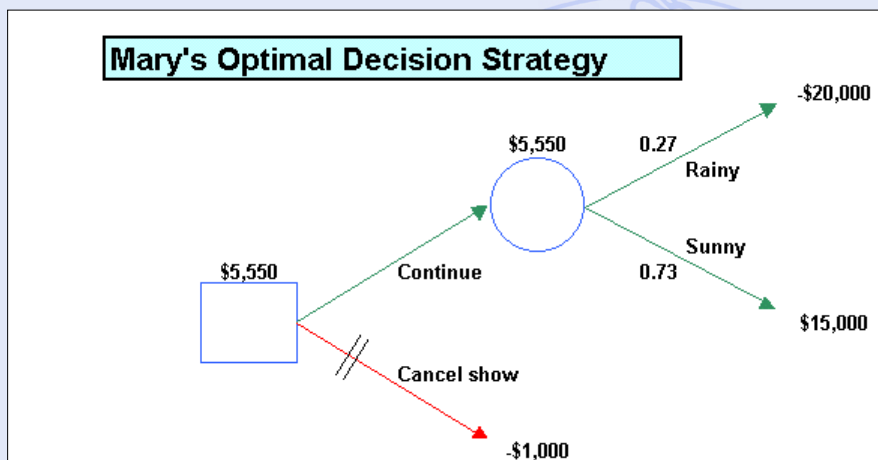 Mary's Optimal Decision Strategy
-$20,000
$5,550
0.27
Rainy
Sunny
$5,550
Continue
0.73
$15,000
Cancel show
-$1,000